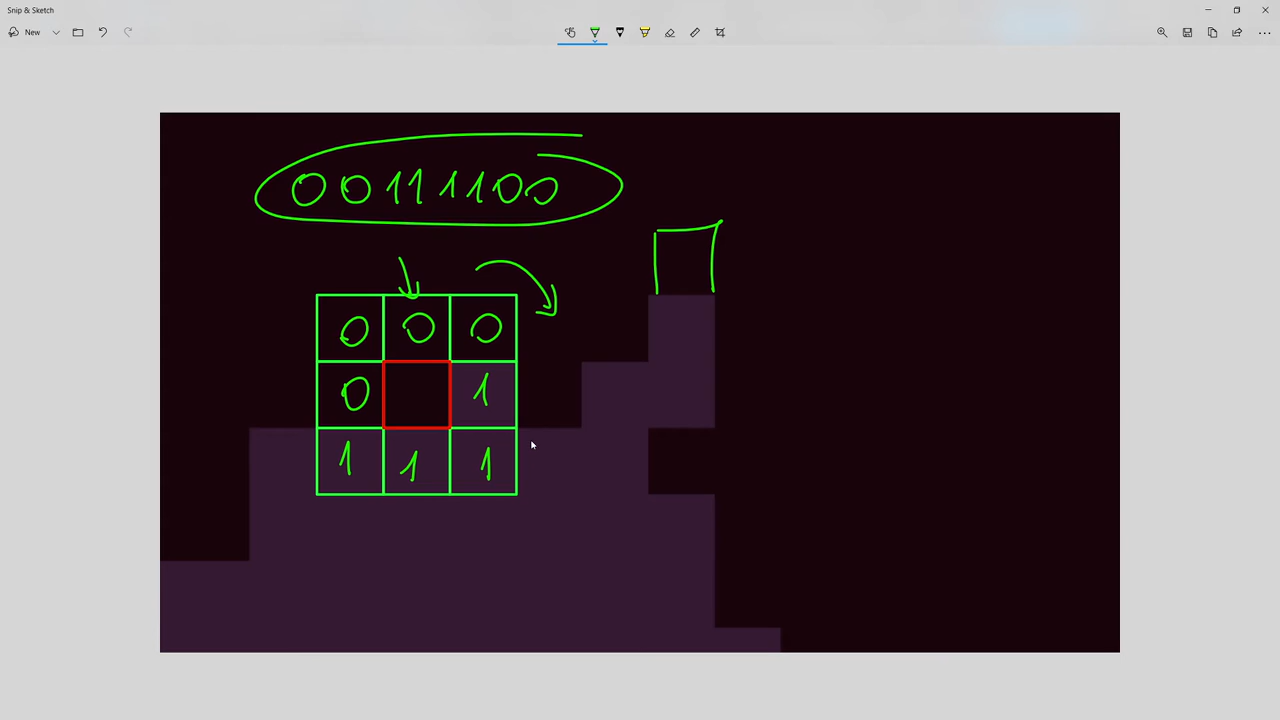 Snip & Sketch
New
00111100
0 0 0
0 1
1 1 1